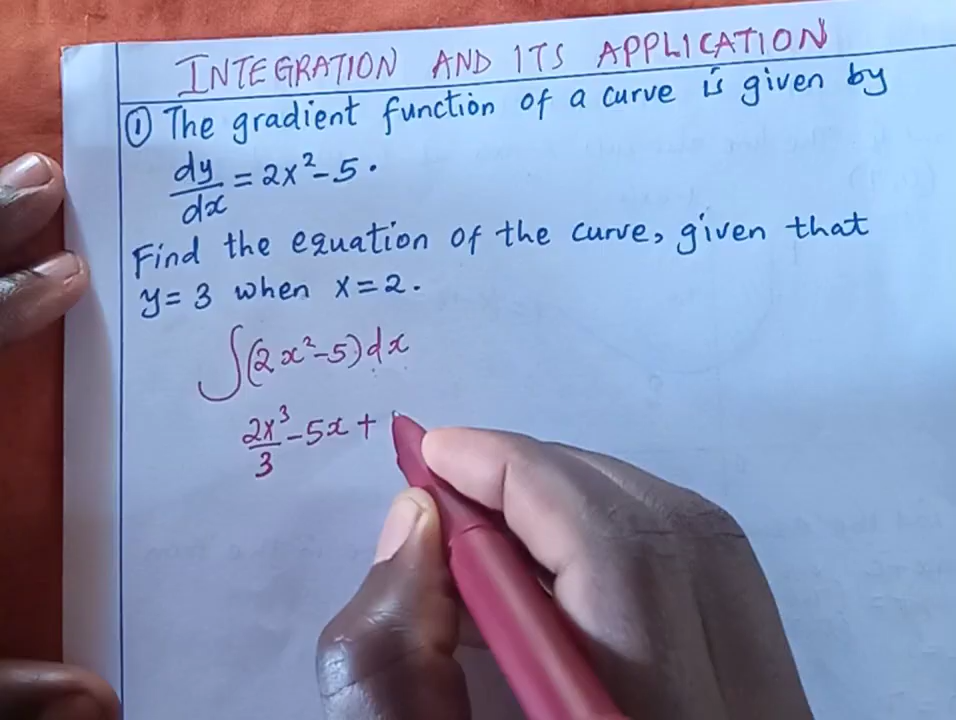 INTEGRATION AND ITS APPLICATION
① The gradient function of a curve is given by
dy/dx = 2x² - 5.
Find the equation of the curve, given that
y = 3 when x = 2.
∫(2x² - 5)dx
2x³/3 - 5x +